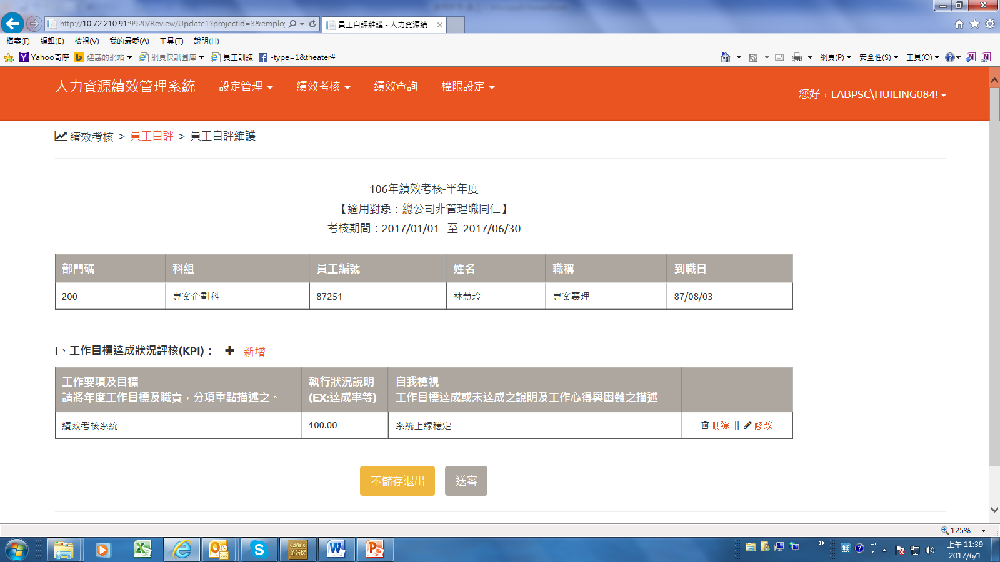 http://10.72.210.91:9920/Review/Update1?projectId=3&employ
員工自評維護 - 人力資源績...
檔案(F) 編輯(E) 檢視(V) 我的最愛(A) 工具(T) 說明(H)
Yahoo奇摩 建議的網站 網頁快訊圖庫 員工訓練 -type=1&theater#
網頁(P) 安全性(S) 工具(O)
人力資源績效管理系統 設定管理 績效考核 績效查詢 權限設定
您好，LABPSC\HUILING084!
績效考核 > 員工自評 > 員工自評維護
106年績效考核-半年度
【適用對象：總公司非管理職同仁】
考核期間：2017/01/01 至 2017/06/30
部門碼 科組 員工編號 姓名 職稱 到職日
200 專案企劃科 87251 林慧玲 專案襄理 87/08/03
I、工作目標達成狀況評核(KPI)： 新增
工作要項及目標 執行狀況說明 自我檢視
請將年度工作目標及職責，分項重點描述之。 (EX:達成率等) 工作目標達成或未達成之說明及工作心得與困難之描述
績效考核系統 100.00 系統上線穩定 刪除 || 修改
不儲存退出 送審
125%
ezMine
金好探
無
上午 11:39
2017/6/1